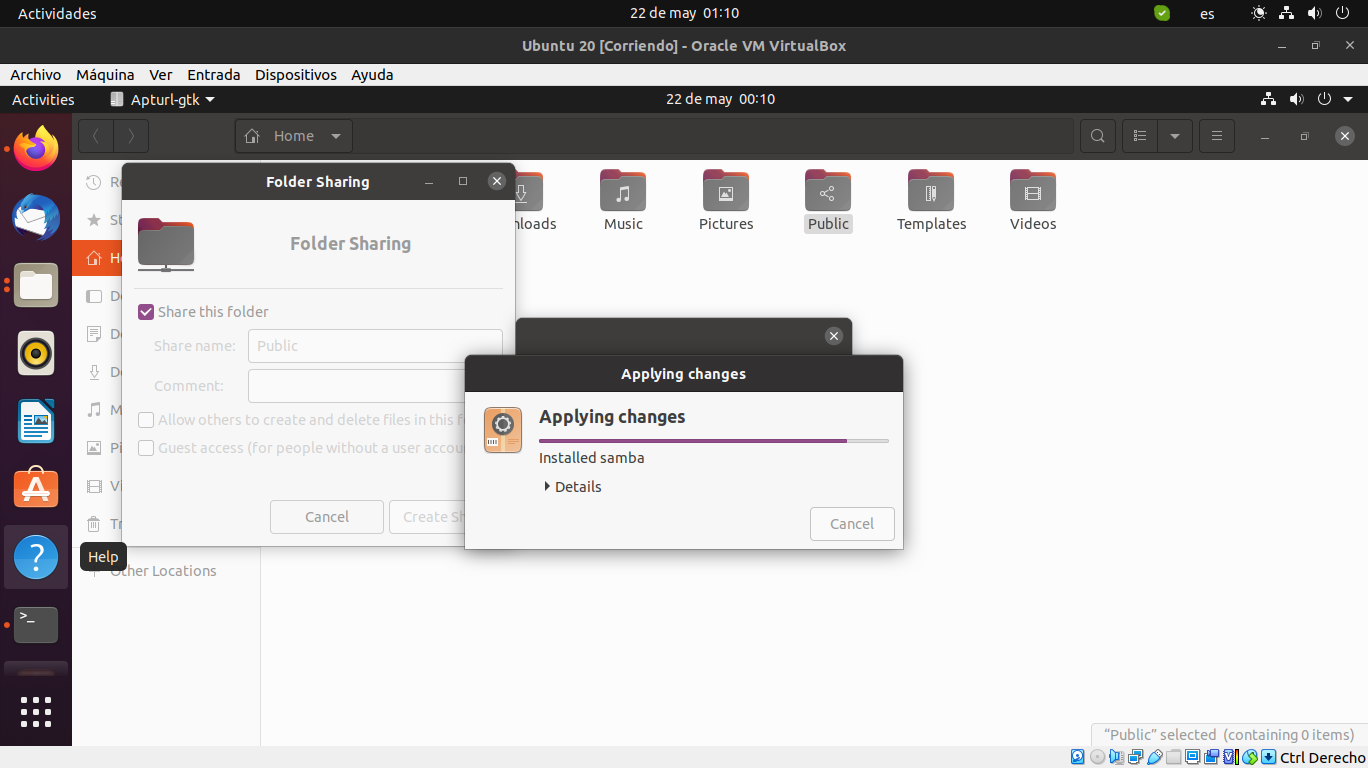 Actividades
22 de may 01:10
es
Ubuntu 20 [Corriendo] - Oracle VM VirtualBox
Archivo Máquina Ver Entrada Dispositivos Ayuda
Activities
Apturl-gtk
22 de may 00:10
Home
Folder Sharing
Folder Sharing
Share this folder
Share name:
Public
Comment:
Allow others to create and delete files in this f
Guest access (for people without a user accou
Cancel
Create Sh
nloads
Music
Pictures
Public
Templates
Videos
Applying changes
Applying changes
Installed samba
Details
Cancel
Re
St
Ho
De
Do
Do
M
Pi
Vi
Tr
Help
Other Locations
>_
"Public" selected (containing 0 items)
Ctrl Derecho